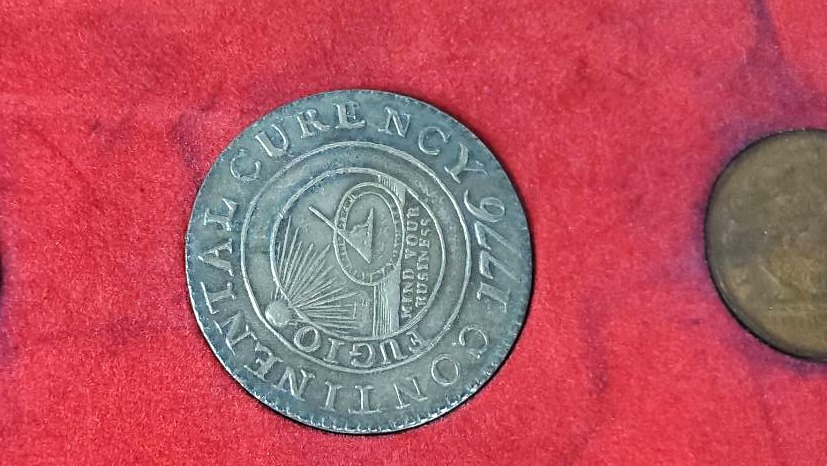 CONTINENTAL CURENCY 1776
FUGIO
MIND YOUR
BUSINESS